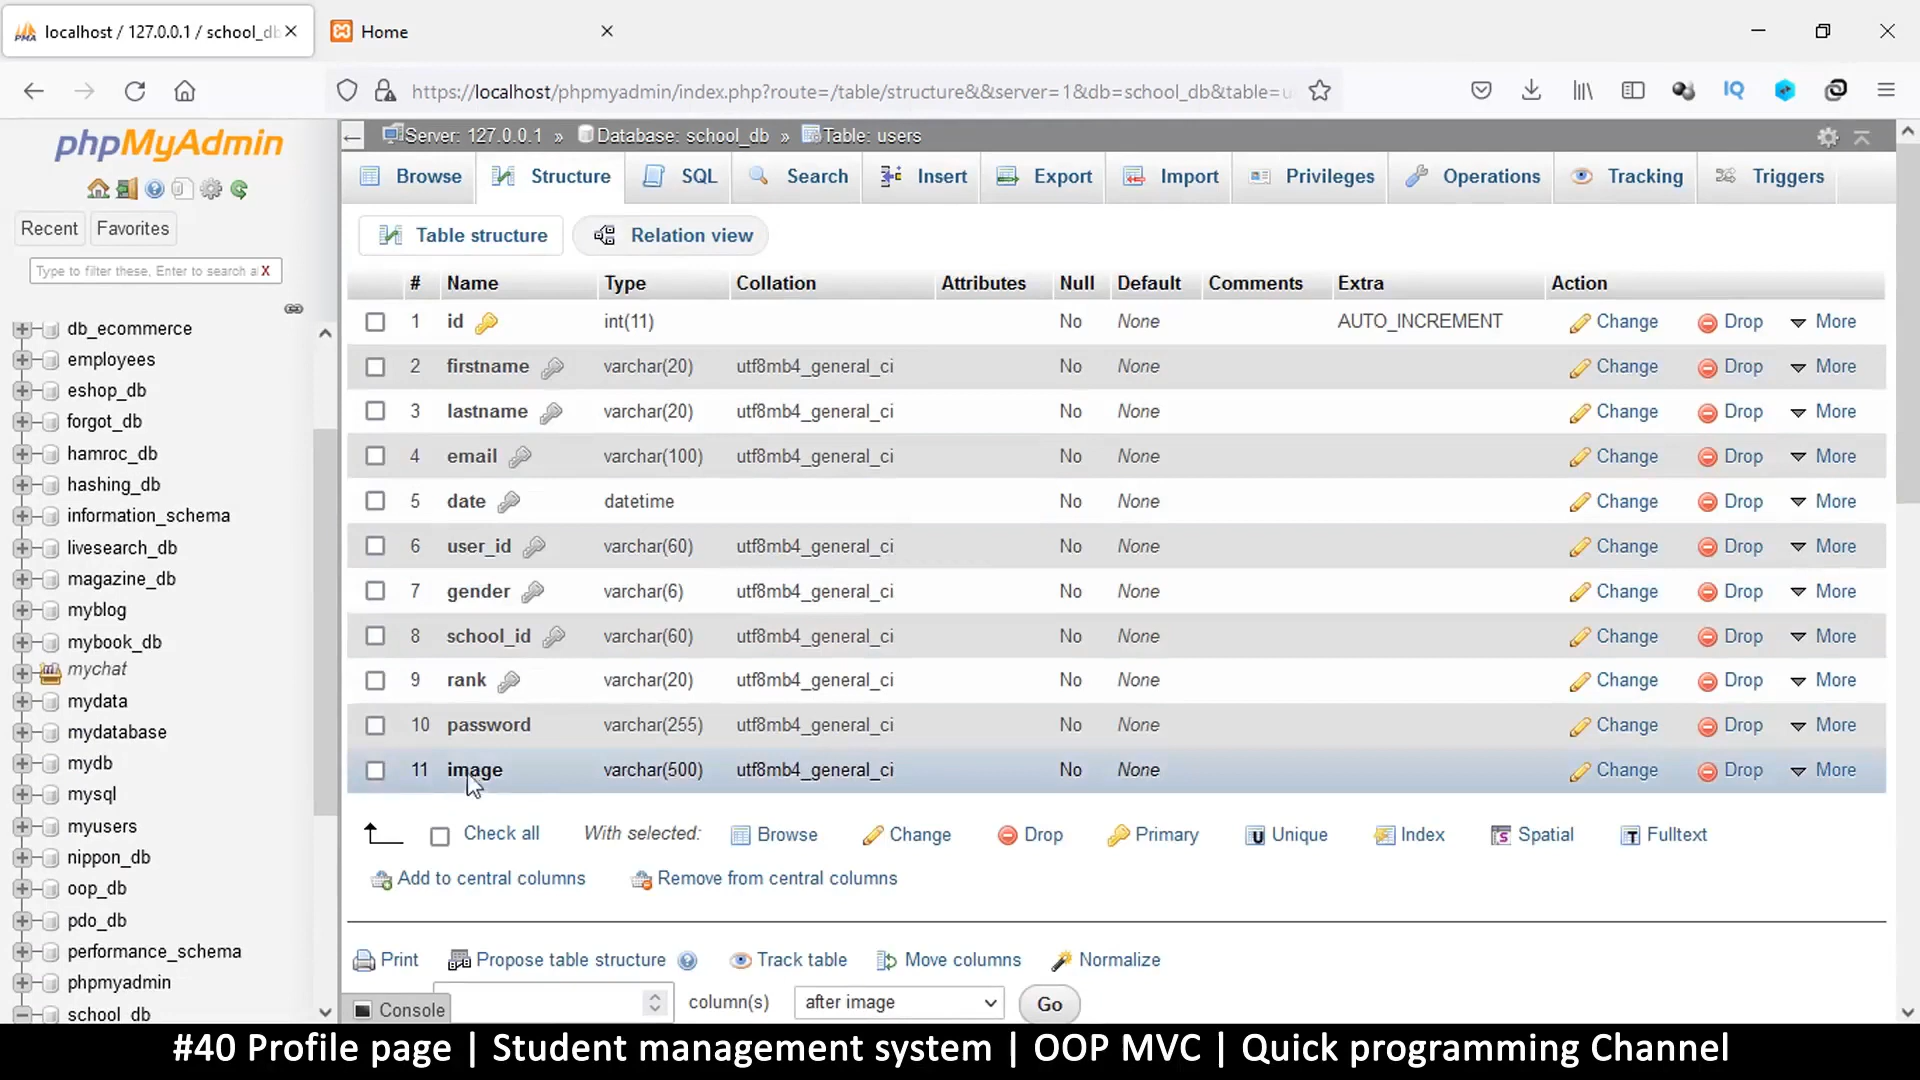 localhost / 127.0.0.1 / school_db
Home
https://localhost/phpmyadmin/index.php?route=/table/structure&&server=1&db=school_db&table=u
phpMyAdmin
Recent Favorites
Type to filter these, Enter to search a X
db_ecommerce
employees
eshop_db
forgot_db
hamroc_db
hashing_db
information_schema
livesearch_db
magazine_db
myblog
mybook_db
mychat
mydata
mydatabase
mydb
mysql
myusers
nippon_db
oop_db
pdo_db
performance_schema
phpmyadmin
school_db
Server: 127.0.0.1 » Database: school_db » Table: users
Browse Structure SQL Search Insert Export Import Privileges Operations Tracking Triggers
Table structure Relation view
# Name Type Collation Attributes Null Default Comments Extra Action
1 id int(11) No None AUTO_INCREMENT Change Drop More
2 firstname varchar(20) utf8mb4_general_ci No None Change Drop More
3 lastname varchar(20) utf8mb4_general_ci No None Change Drop More
4 email varchar(100) utf8mb4_general_ci No None Change Drop More
5 date datetime No None Change Drop More
6 user_id varchar(60) utf8mb4_general_ci No None Change Drop More
7 gender varchar(6) utf8mb4_general_ci No None Change Drop More
8 school_id varchar(60) utf8mb4_general_ci No None Change Drop More
9 rank varchar(20) utf8mb4_general_ci No None Change Drop More
10 password varchar(255) utf8mb4_general_ci No None Change Drop More
11 image varchar(500) utf8mb4_general_ci No None Change Drop More
Check all With selected: Browse Change Drop Primary Unique Index Spatial Fulltext
Add to central columns Remove from central columns
Print Propose table structure Track table Move columns Normalize
Console column(s) after image Go
#40 Profile page | Student management system | OOP MVC | Quick programming Channel